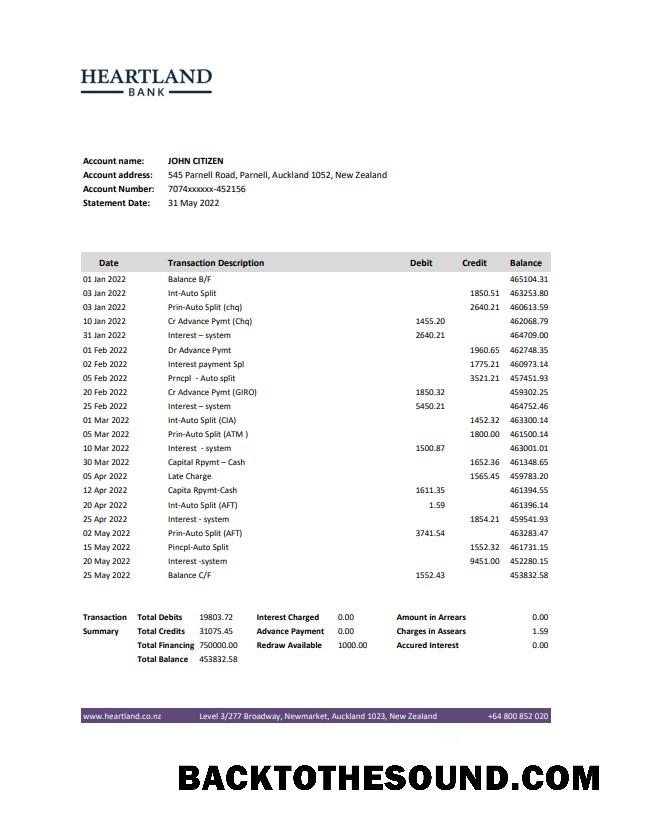 HEARTLAND
BANK
Account name: JOHN CITIZEN
Account address: 545 Parnell Road, Parnell, Auckland 1052, New Zealand
Account Number: 7074xxxxxx-452156
Statement Date: 31 May 2022
Date Transaction Description Debit Credit Balance
01 Jan 2022 Balance B/F 465104.31
03 Jan 2022 Int-Auto Split 1850.51 463253.80
03 Jan 2022 Prin-Auto Split (chq) 2640.21 460613.59
10 Jan 2022 Cr Advance Pymt (Chq) 1455.20 462068.79
31 Jan 2022 Interest – system 2640.21 464709.00
01 Feb 2022 Dr Advance Pymt 1960.65 462748.35
02 Feb 2022 Interest payment Spl 1775.21 460973.14
05 Feb 2022 Prncpl - Auto split 3521.21 457451.93
20 Feb 2022 Cr Advance Pymt (GIRO) 1850.32 459302.25
25 Feb 2022 Interest – system 5450.21 464752.46
01 Mar 2022 Int-Auto Split (CIA) 1452.32 463300.14
05 Mar 2022 Prin-Auto Split (ATM ) 1800.00 461500.14
10 Mar 2022 Interest - system 1500.87 463001.01
30 Mar 2022 Capital Rpymt – Cash 1652.36 461348.65
05 Apr 2022 Late Charge 1565.45 459783.20
12 Apr 2022 Capita Rpymt-Cash 1611.35 461394.55
20 Apr 2022 Int-Auto Split (AFT) 1.59 461396.14
25 Apr 2022 Interest - system 1854.21 459541.93
02 May 2022 Prin-Auto Split (AFT) 3741.54 463283.47
15 May 2022 Pincpl-Auto Split 1552.32 461731.15
20 May 2022 Interest -system 9451.00 452280.15
25 May 2022 Balance C/F 1552.43 453832.58
Transaction Total Debits 19803.72 Interest Charged 0.00 Amount in Arrears 0.00
Summary Total Credits 31075.45 Advance Payment 0.00 Charges in Assears 1.59
Total Financing 750000.00 Redraw Available 1000.00 Accured Interest 0.00
Total Balance 453832.58
www.heartland.co.nz Level 3/277 Broadway, Newmarket, Auckland 1023, New Zealand +64 800 852 020
BACKTOTHESOUND.COM